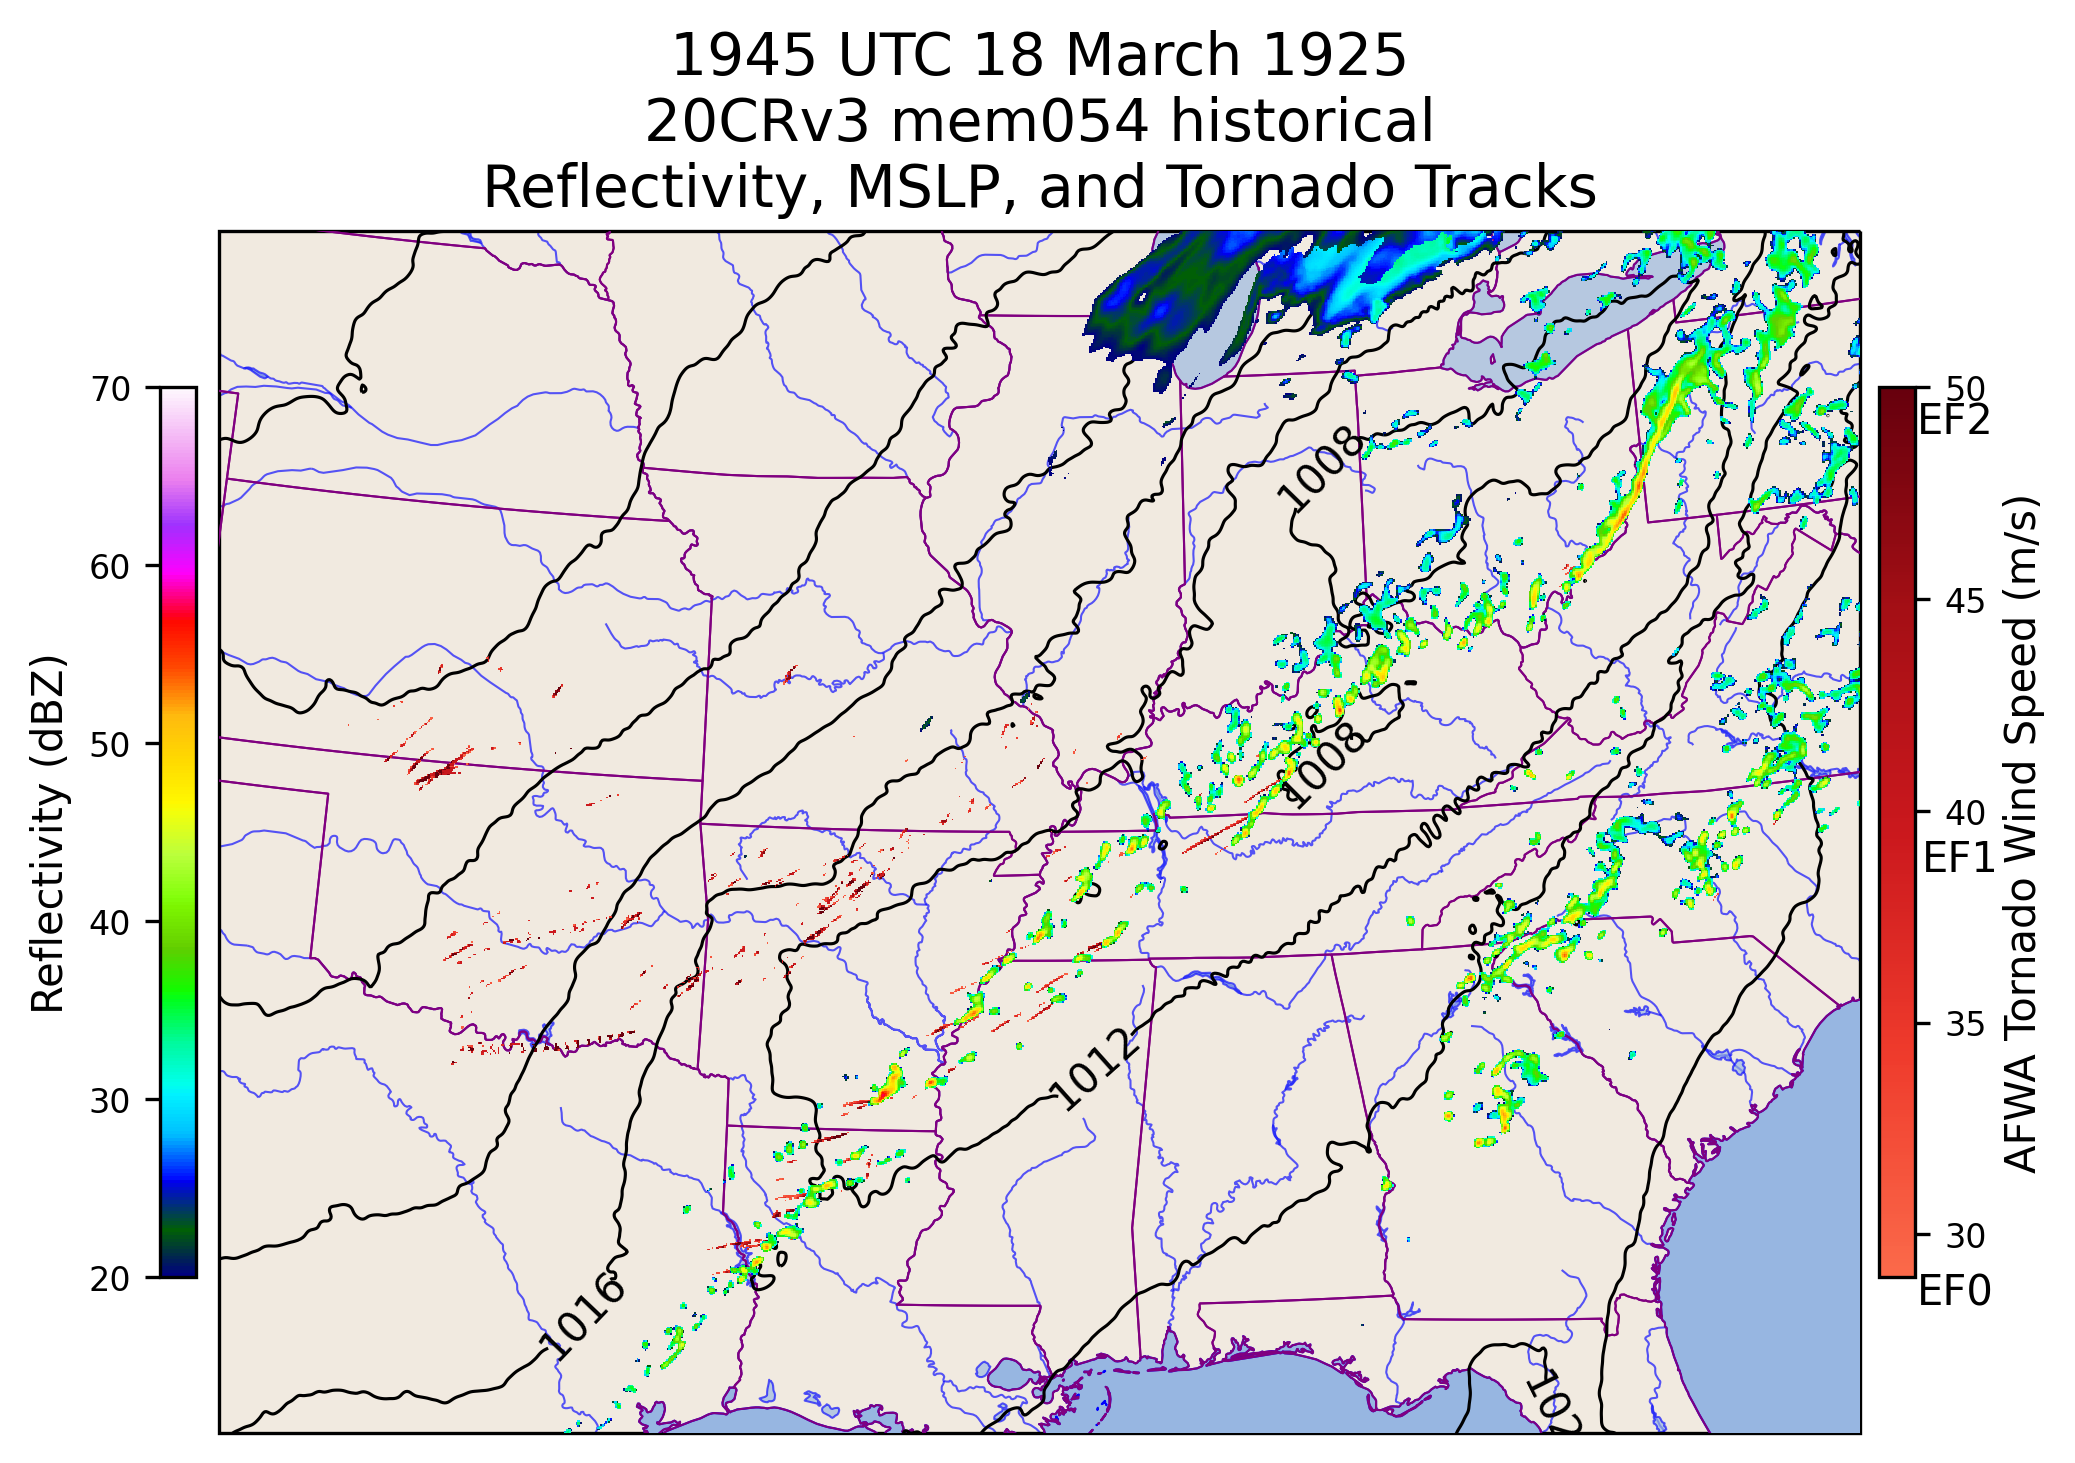 1945 UTC 18 March 1925
20CRv3 mem054 historical
Reflectivity, MSLP, and Tornado Tracks
Reflectivity (dBZ)
70
60
50
40
30
20
1008
1008
1012
1016
102
50
EF2
45
40
EF1
35
30
EF0
AFWA Tornado Wind Speed (m/s)